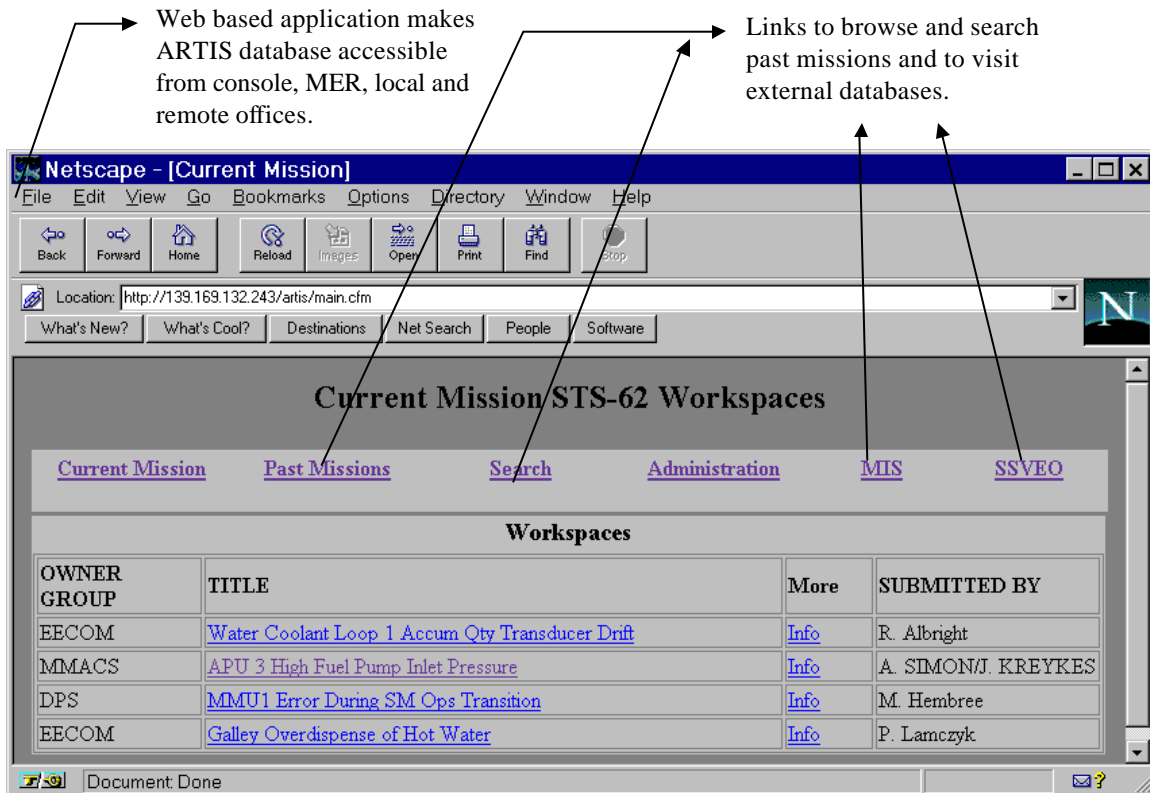 Web based application makes
ARTIS database accessible
from console, MER, local and
remote offices.
Links to browse and search
past missions and to visit
external databases.
Netscape - [Current Mission]
File Edit View Go Bookmarks Options Directory Window Help
Back Forward Home Reload Images Open Print Find Stop
Location: http://139.169.132.243/artis/main.cfm
N
What's New? What's Cool? Destinations Net Search People Software
Current Mission STS-62 Workspaces
Current Mission Past Missions Search Administration MIS SSVEO
Workspaces
OWNER GROUP TITLE More SUBMITTED BY
EECOM Water Coolant Loop 1 Accum Qty Transducer Drift Info R. Albright
MMACS APU 3 High Fuel Pump Inlet Pressure Info A. SIMON/J. KREYKES
DPS MMU1 Error During SM Ops Transition Info M. Hembree
EECOM Galley Overdispense of Hot Water Info P. Lamczyk
Document: Done